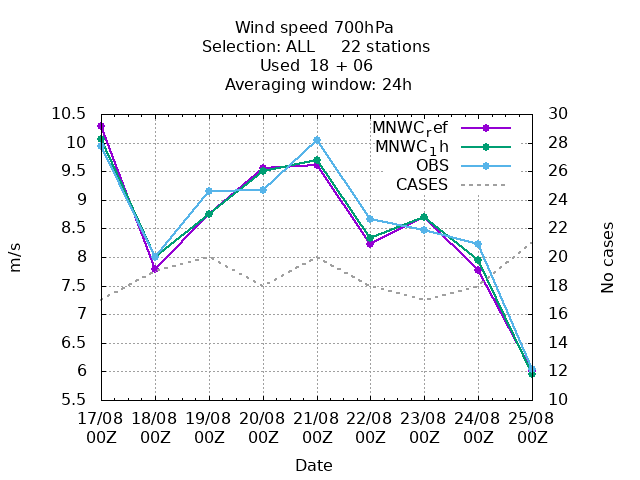 Wind speed 700hPa
Selection: ALL     22 stations
Used  18 + 06
Averaging window: 24h
MNWCref
MNWC1h
OBS
CASES
10.5
10
9.5
9
8.5
8
7.5
7
6.5
6
5.5
30
28
26
24
22
20
18
16
14
12
10
m/s
No cases
17/08 18/08 19/08 20/08 21/08 22/08 23/08 24/08 25/08
00Z 00Z 00Z 00Z 00Z 00Z 00Z 00Z 00Z
Date